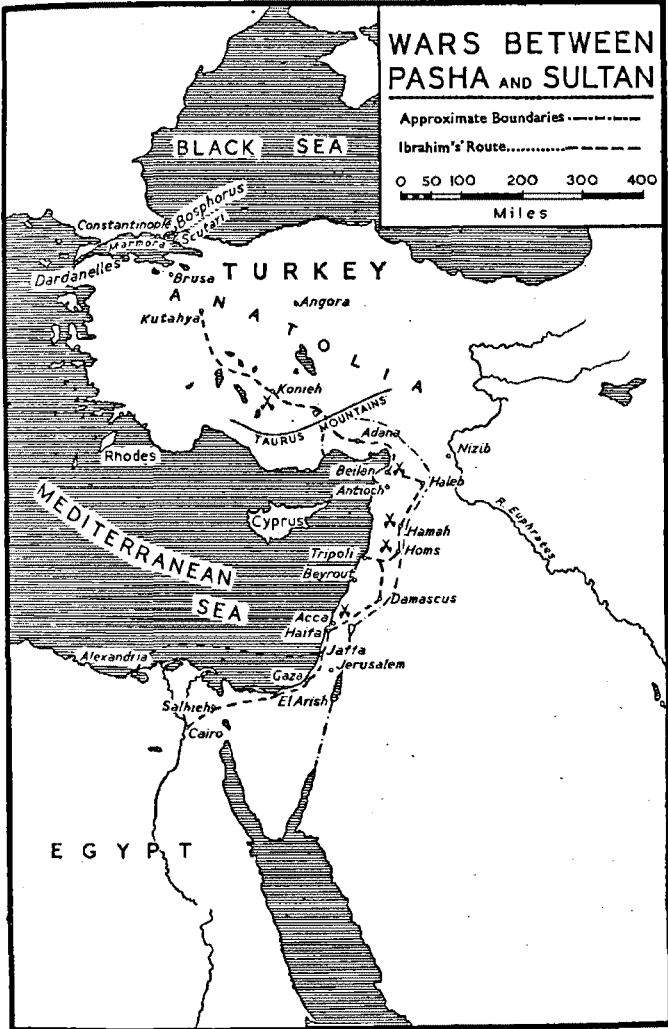 WARS BETWEEN
PASHA AND SULTAN
Approximate Boundaries
Ibrahim's' Route
0 50 100 200 300 400
Miles
BLACK SEA
Constantinople
Bosphorus
Marmora
Scutari
Dardanelles
Brusa
TURKEY
Angora
Kutahya
ANATOLIA
Konieh
TAURUS MOUNTAINS
Adana
Nizib
Rhodes
Beilan
Haleb
Antioch
R. Euphrates
MEDITERRANEAN
SEA
Cyprus
Hamah
Homs
Tripoli
Beyrout
Damascus
Acca
Haifa
Jaffa
Alexandria
Jerusalem
Gaza
El Arish
Salhieh
Cairo
EGYPT